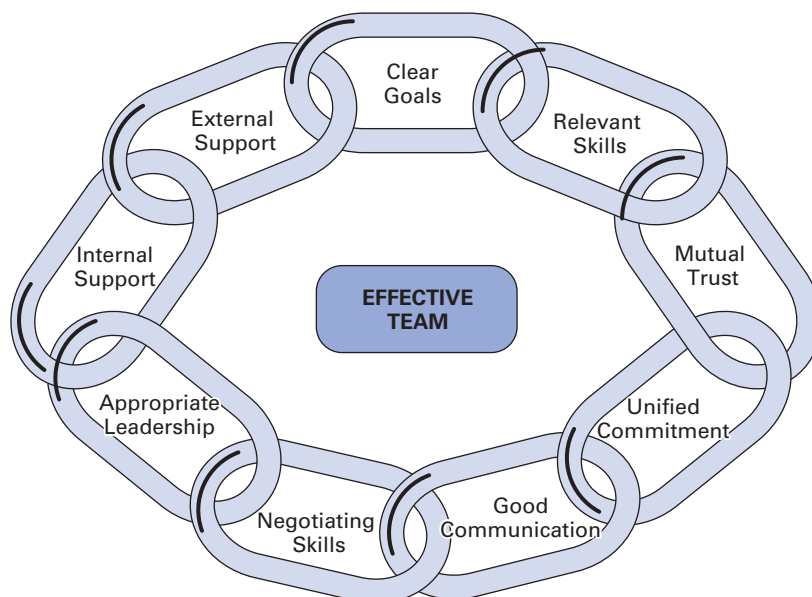 Clear
Goals
Relevant
Skills
Mutual
Trust
Unified
Commitment
Good
Communication
Negotiating
Skills
Appropriate
Leadership
Internal
Support
External
Support
EFFECTIVE
TEAM